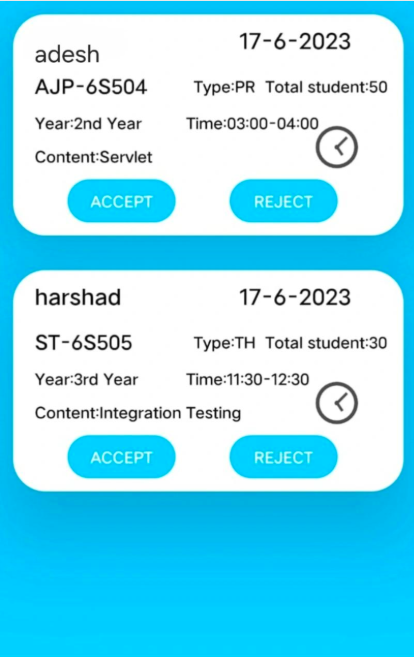 adesh 17-6-2023
AJP-6S504 Type:PR Total student:50
Year:2nd Year Time:03:00-04:00
Content:Servlet
ACCEPT REJECT
harshad 17-6-2023
ST-6S505 Type:TH Total student:30
Year:3rd Year Time:11:30-12:30
Content:Integration Testing
ACCEPT REJECT